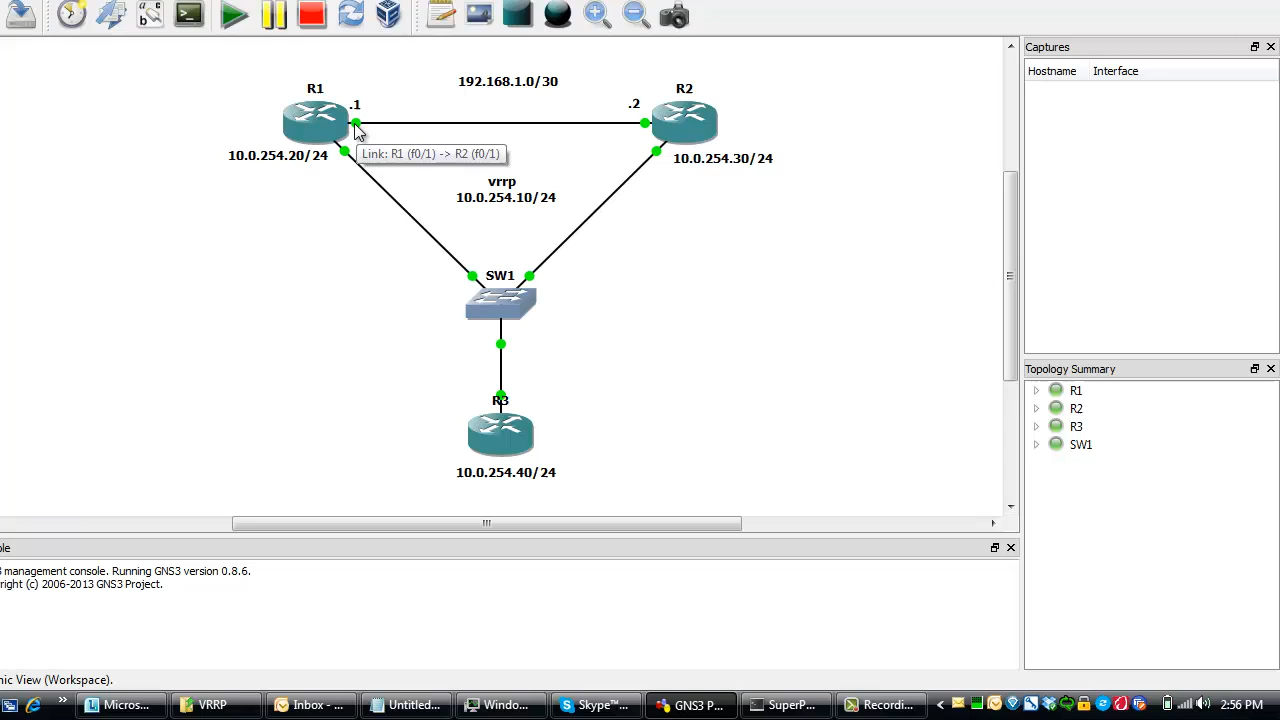 a
b c
Captures
Hostname Interface
192.168.1.0/30
R1
R2
.1
.2
Link: R1 (f0/1) -> R2 (f0/1)
10.0.254.20/24
10.0.254.30/24
vrrp
10.0.254.10/24
SW1
R3
10.0.254.40/24
Topology Summary
R1
R2
R3
SW1
ole
3 management console. Running GNS3 version 0.8.6.
right (c) 2006-2013 GNS3 Project.
nic View (Workspace).
Micros...
VRRP
Inbox - ...
Untitled...
Windo...
Skype™...
GNS3 P...
SuperP...
Recordi...
2:56 PM